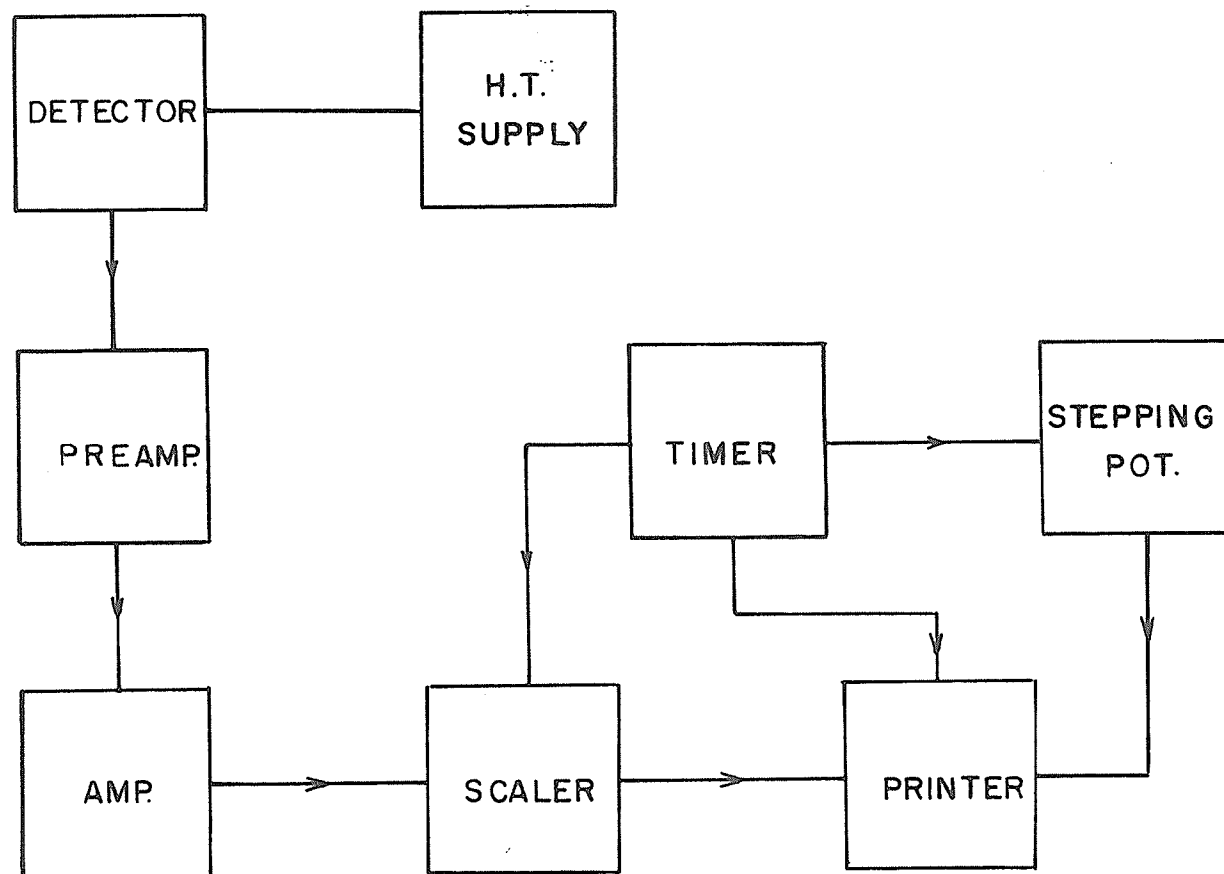 DETECTOR
H.T.
SUPPLY
PREAMP.
TIMER
STEPPING
POT.
AMP.
SCALER
PRINTER